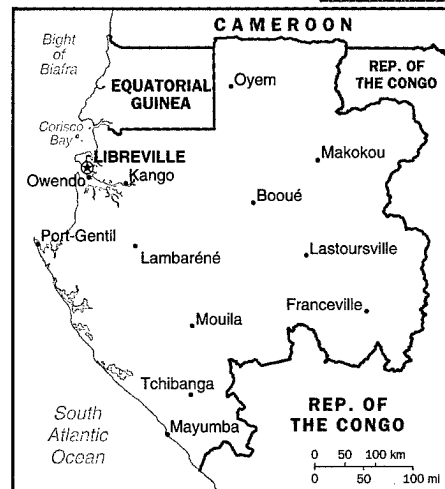 CAMEROON
Bight
of
Biafra
EQUATORIAL
GUINEA
Oyem
REP. OF
THE CONGO
Corisco
Bay
LIBREVILLE
Makokou
Owendo
Kango
Booué
Port-Gentil
Lambaréné
Lastoursville
Franceville
Mouila
Tchibanga
South
Atlantic
Ocean
Mayumba
REP. OF
THE CONGO
0 50 100 km
0 50 100 mi